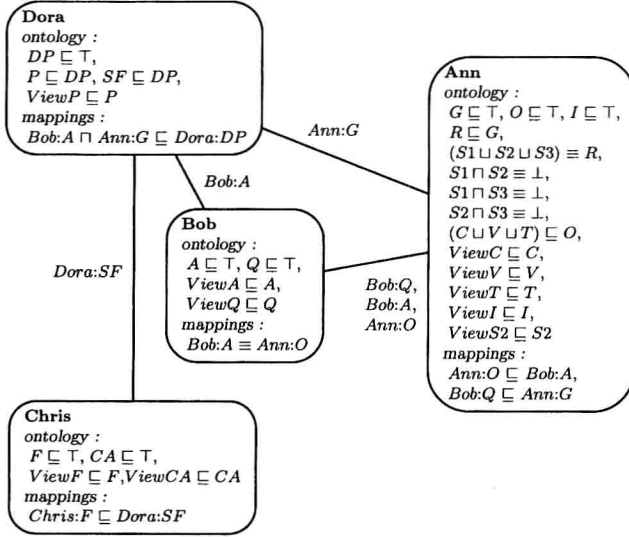 Dora
ontology :
DP ⊑ ⊤,
P ⊑ DP, SF ⊑ DP,
ViewP ⊑ P
mappings :
Bob:A ⊓ Ann:G ⊑ Dora:DP
Ann:G
Bob:A
Dora:SF
Bob
ontology :
A ⊑ ⊤, Q ⊑ ⊤,
ViewA ⊑ A,
ViewQ ⊑ Q
mappings :
Bob:A ≡ Ann:O
Bob:Q,
Bob:A,
Ann:O
Ann
ontology :
G ⊑ ⊤, O ⊑ ⊤, I ⊑ ⊤,
R ⊑ G,
(S1 ⊔ S2 ⊔ S3) ≡ R,
S1 ⊓ S2 ≡ ⊥,
S1 ⊓ S3 ≡ ⊥,
S2 ⊓ S3 ≡ ⊥,
(C ⊔ V ⊔ T) ⊑ O,
ViewC ⊑ C,
ViewV ⊑ V,
ViewT ⊑ T,
ViewI ⊑ I,
ViewS2 ⊑ S2
mappings :
Ann:O ⊑ Bob:A,
Bob:Q ⊑ Ann:G
Chris
ontology :
F ⊑ ⊤, CA ⊑ ⊤,
ViewF ⊑ F,ViewCA ⊑ CA
mappings :
Chris:F ⊑ Dora:SF